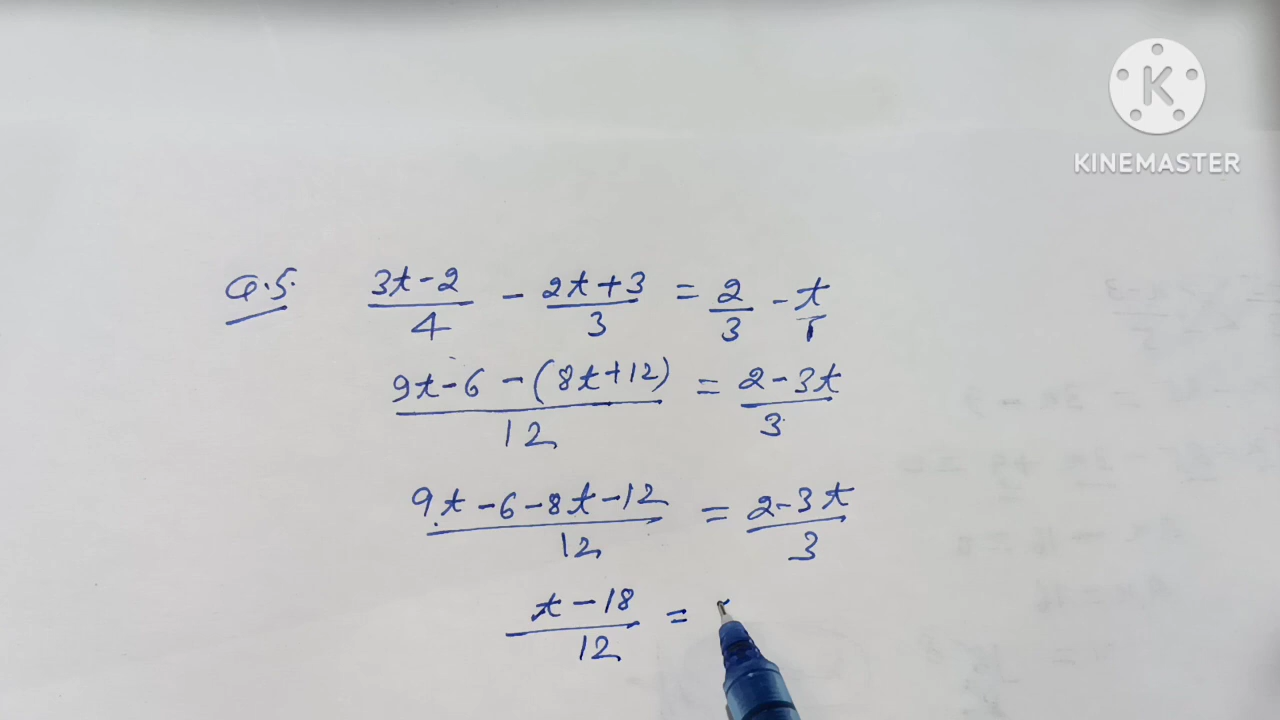 K
KINEMASTER
Q.5. (3t-2)/4 - (2t+3)/3 = 2/3 - t/1
(9t-6-(8t+12))/12 = (2-3t)/3
(9t-6-8t-12)/12 = (2-3t)/3
(t-18)/12 =